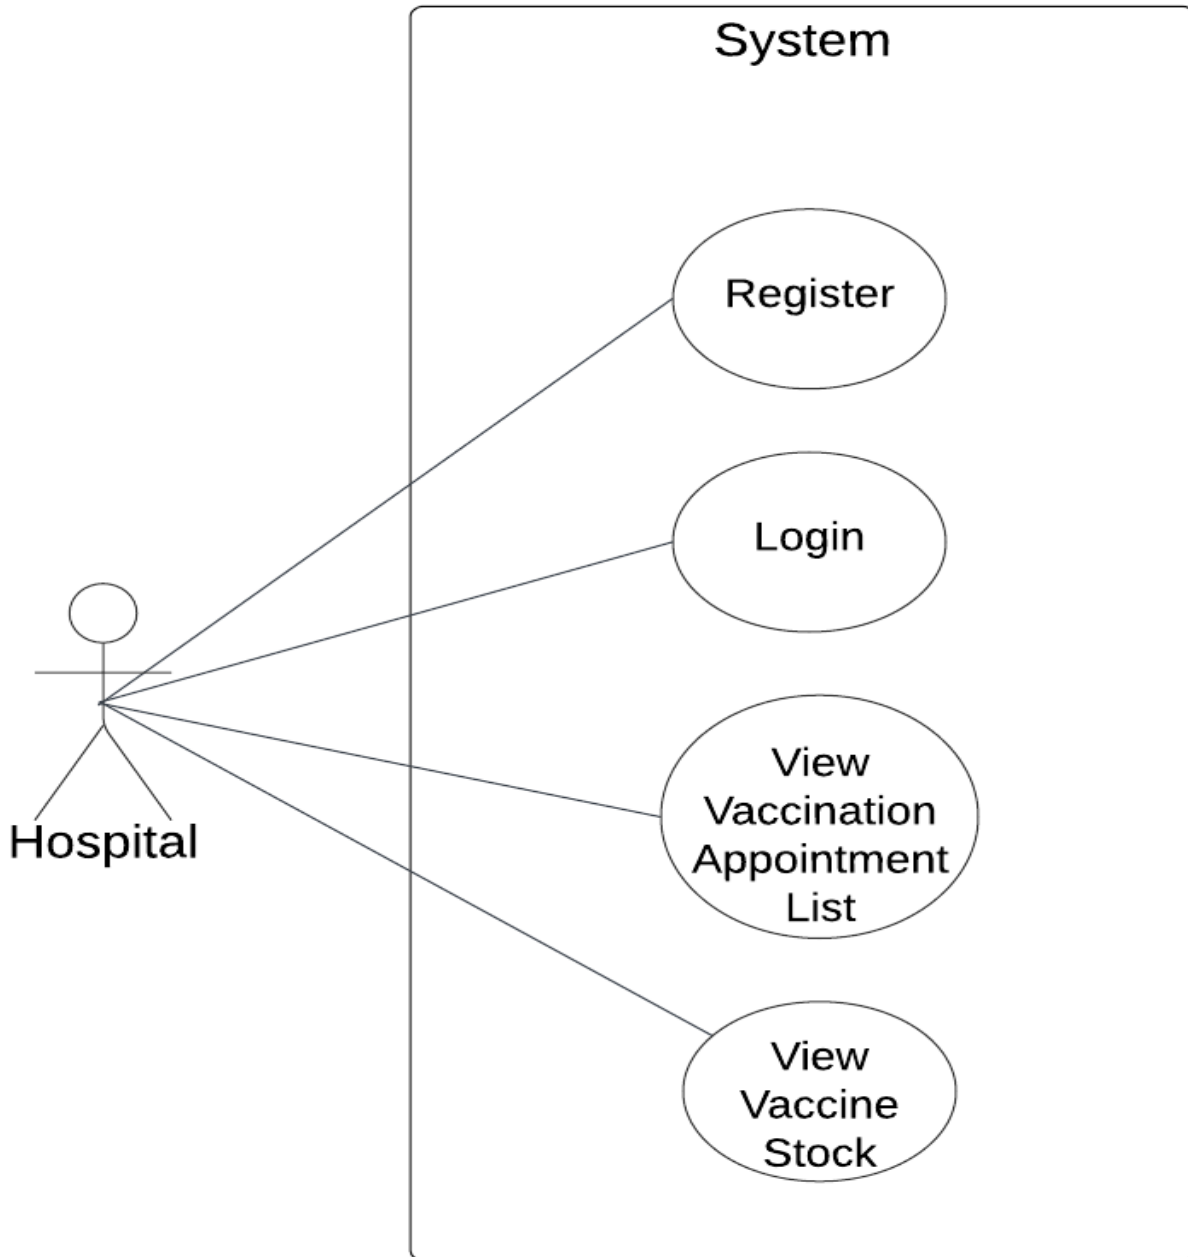 System
Register
Login
Hospital
View
Vaccination
Appointment
List
View
Vaccine
Stock